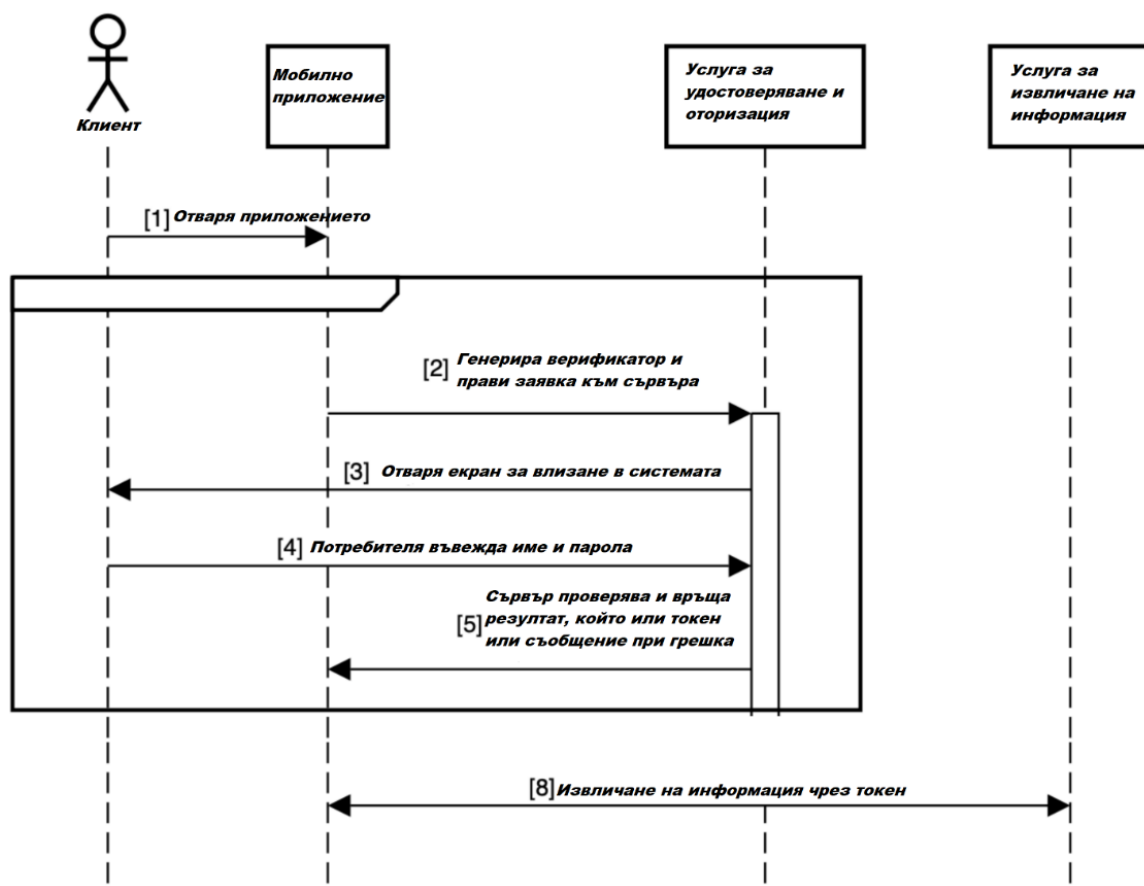 Клиент
Мобилно
приложение
Услуга за
удостоверяване и
оторизация
Услуга за
извличане на
информация
[1] Отваря приложението
[2] Генерира верификатор и
прави заявка към сървъра
[3] Отваря екран за влизане в системата
[4] Потребителя въвежда име и парола
Сървър проверява и връща
[5] резултат, който или токен
или съобщение при грешка
[8] Извличане на информация чрез токен